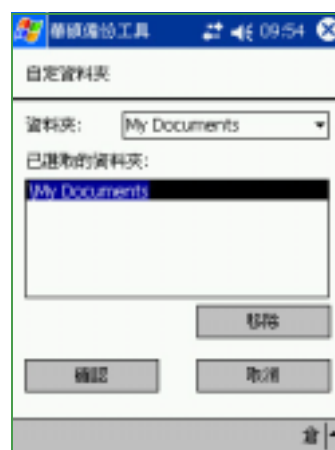 華碩備份工具 09:54
自定資料夾
資料夾: My Documents
已選取的資料夾:
\My Documents
移除
確認 取消
倉